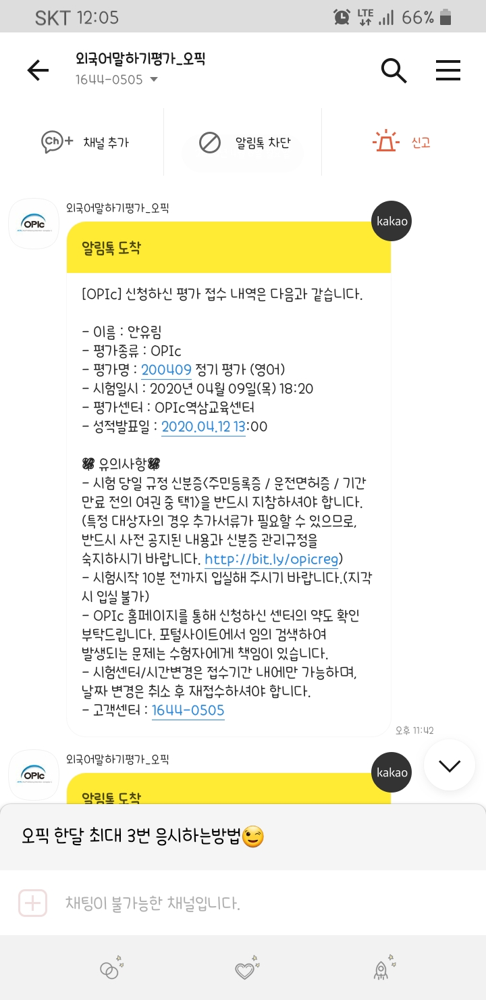 SKT 12:05
LTE 66%
외국어말하기평가_오픽
1644-0505
Ch+ 채널 추가
알림톡 차단
신고
외국어말하기평가_오픽
OPIc
kakao
알림톡 도착
[OPIc] 신청하신 평가 접수 내역은 다음과 같습니다.
- 이름 : 안유림
- 평가종류 : OPIc
- 평가명 : 200409 정기 평가 (영어)
- 시험일시 : 2020년 04월 09일(목) 18:20
- 평가센터 : OPIc역삼교육센터
- 성적발표일 : 2020.04.12 13:00
유의사항
- 시험 당일 규정 신분증<주민등록증 / 운전면허증 / 기간
만료 전의 여권 중 택1>을 반드시 지참하셔야 합니다.
(특정 대상자의 경우 추가서류가 필요할 수 있으므로,
반드시 사전 공지된 내용과 신분증 관리규정을
숙지하시기 바랍니다. http://bit.ly/opicreg)
- 시험시작 10분 전까지 입실해 주시기 바랍니다.(지각
시 입실 불가)
- OPIc 홈페이지를 통해 신청하신 센터의 약도 확인
부탁드립니다. 포털사이트에서 임의 검색하여
발생되는 문제는 수험자에게 책임이 있습니다.
- 시험센터/시간변경은 접수기간 내에만 가능하며,
날짜 변경은 취소 후 재접수하셔야 합니다.
- 고객센터 : 1644-0505
오후 11:42
외국어말하기평가_오픽
OPIc
kakao
알림톡 도착
오픽 한달 최대 3번 응시하는방법😉
채팅이 불가능한 채널입니다.